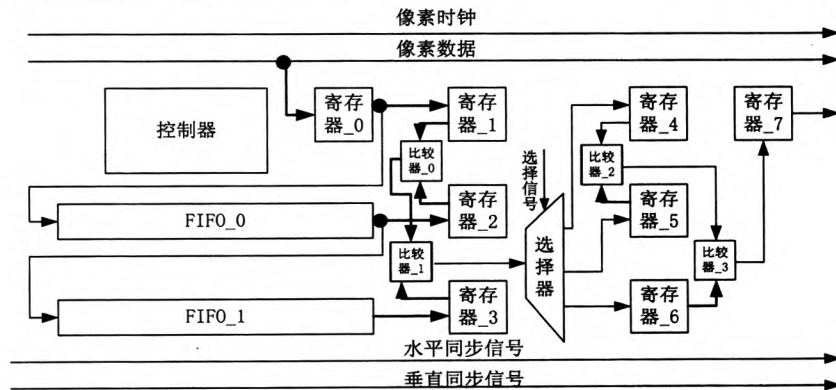 像素时钟
像素数据
控制器
寄存
器_0
寄存
器_1
比较
器_0
寄存
器_2
FIFO_0
比较
器_1
寄存
器_3
FIFO_1
选择信号
选择器
寄存
器_4
比较
器_2
寄存
器_5
比较
器_3
寄存
器_6
寄存
器_7
水平同步信号
垂直同步信号